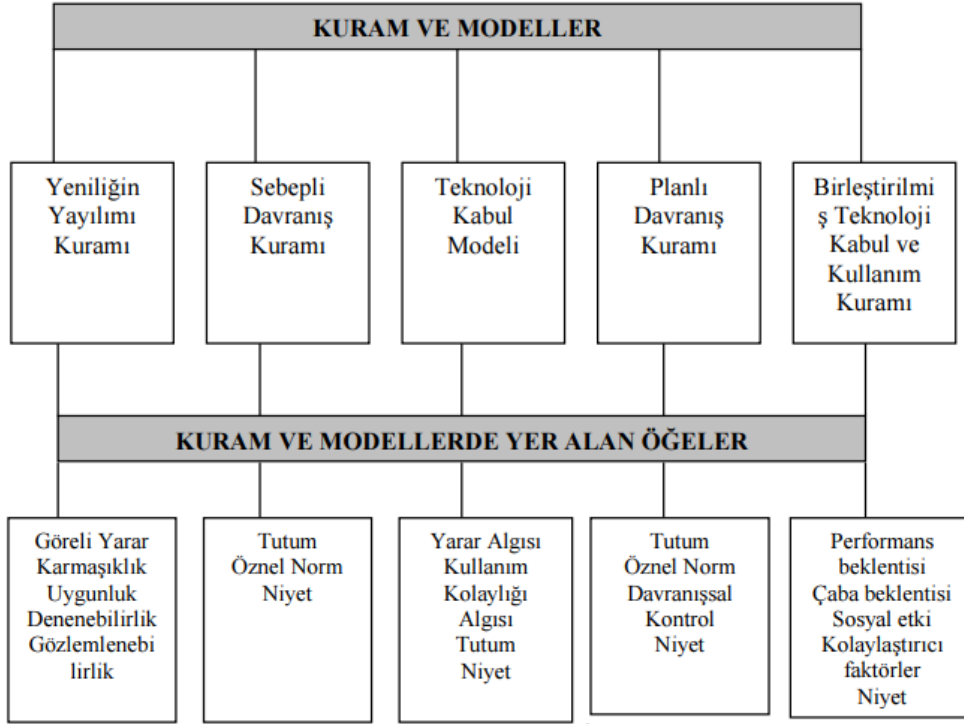 KURAM VE MODELLER
Yeniliğin
Yayılımı
Kuramı
Sebepli
Davranış
Kuramı
Teknoloji
Kabul
Modeli
Planlı
Davranış
Kuramı
Birleştirilmi
ş Teknoloji
Kabul ve
Kullanım
Kuramı
KURAM VE MODELLERDE YER ALAN ÖĞELER
Göreli Yarar
Karmaşıklık
Uygunluk
Denenebilirlik
Gözlemlenebi
lirlik
Tutum
Öznel Norm
Niyet
Yarar Algısı
Kullanım
Kolaylığı
Algısı
Tutum
Niyet
Tutum
Öznel Norm
Davranışsal
Kontrol
Niyet
Performans
beklentisi
Çaba beklentisi
Sosyal etki
Kolaylaştırıcı
faktörler
Niyet